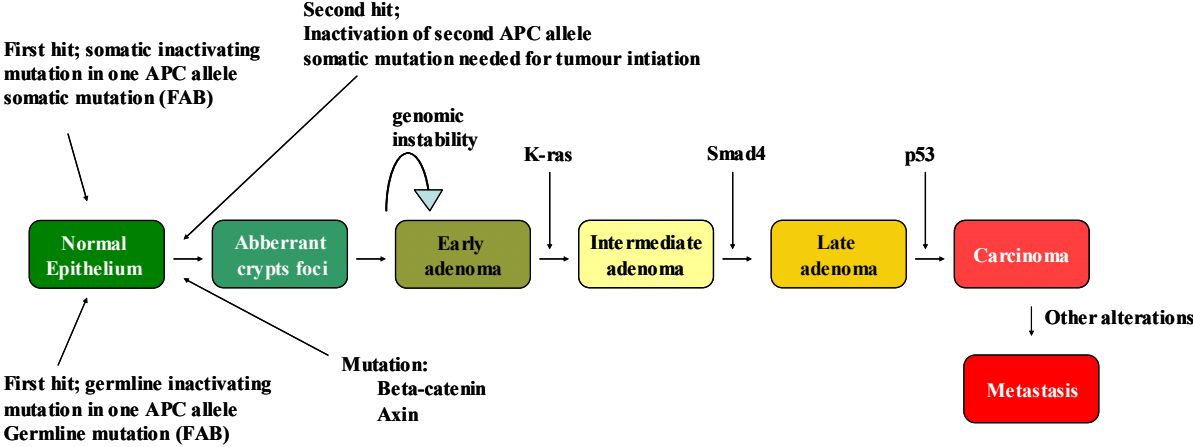 First hit; somatic inactivating
mutation in one APC allele
somatic mutation (FAB)
Second hit;
Inactivation of second APC allele
somatic mutation needed for tumour intiation
genomic
instability
K-ras
Smad4
p53
Normal
Epithelium
Abberrant
crypts foci
Early
adenoma
Intermediate
adenoma
Late
adenoma
Carcinoma
Other alterations
Metastasis
First hit; germline inactivating
mutation in one APC allele
Germline mutation (FAB)
Mutation:
Beta-catenin
Axin